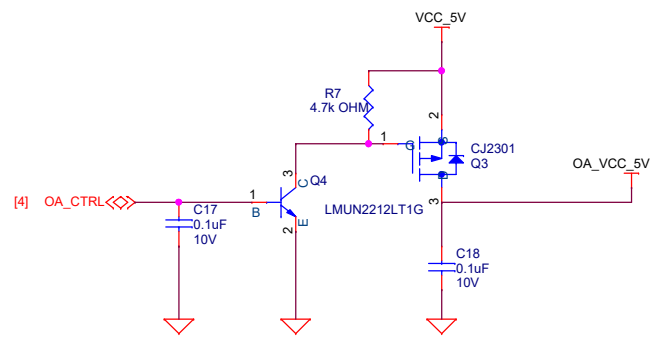 VCC_5V
R7
4.7k OHM
2
S
1
G
CJ2301
Q3
OA_VCC_5V
D
3
3
C
Q4
[4] OA_CTRL
1
B
LMUN2212LT1G
E
2
C17
0.1uF
10V
C18
0.1uF
10V